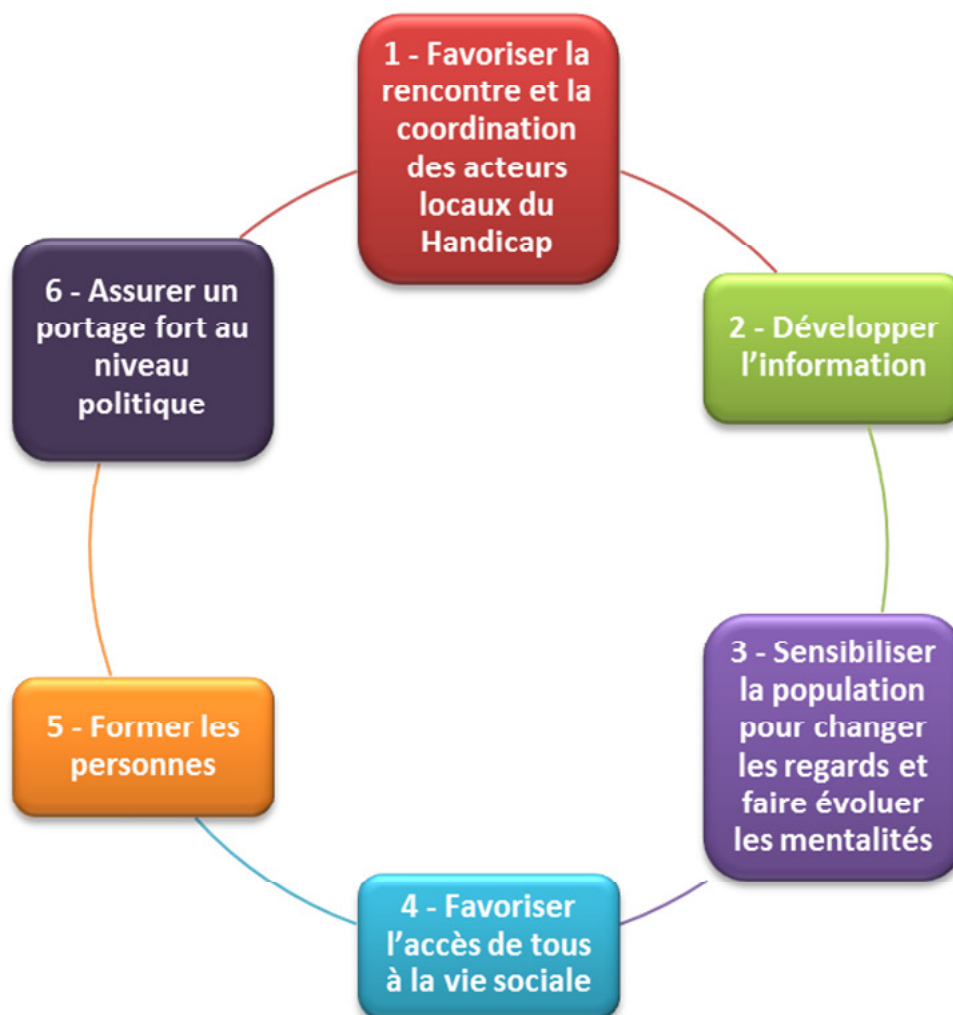 1 - Favoriser la
rencontre et la
coordination
des acteurs
locaux du
Handicap
2 - Développer
l’information
3 - Sensibiliser
la population
pour changer
les regards et
faire évoluer
les mentalités
4 - Favoriser
l’accès de tous
à la vie sociale
5 - Former les
personnes
6 - Assurer un
portage fort au
niveau
politique